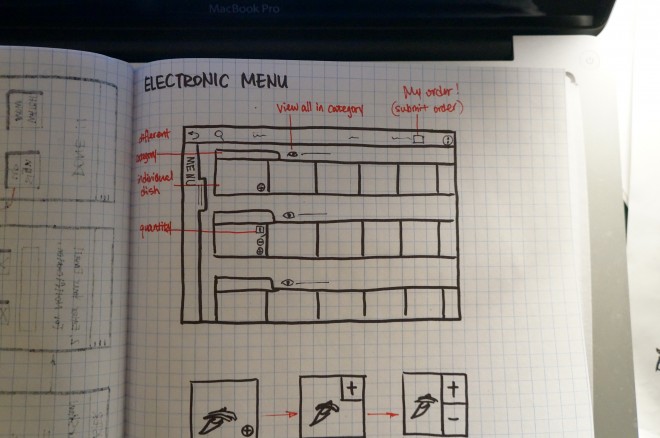 MacBook Pro
ELECTRONIC MENU
My order!
(submit order)
view all in category
different
category
MENU
individual
dish
quantity
+
+
-